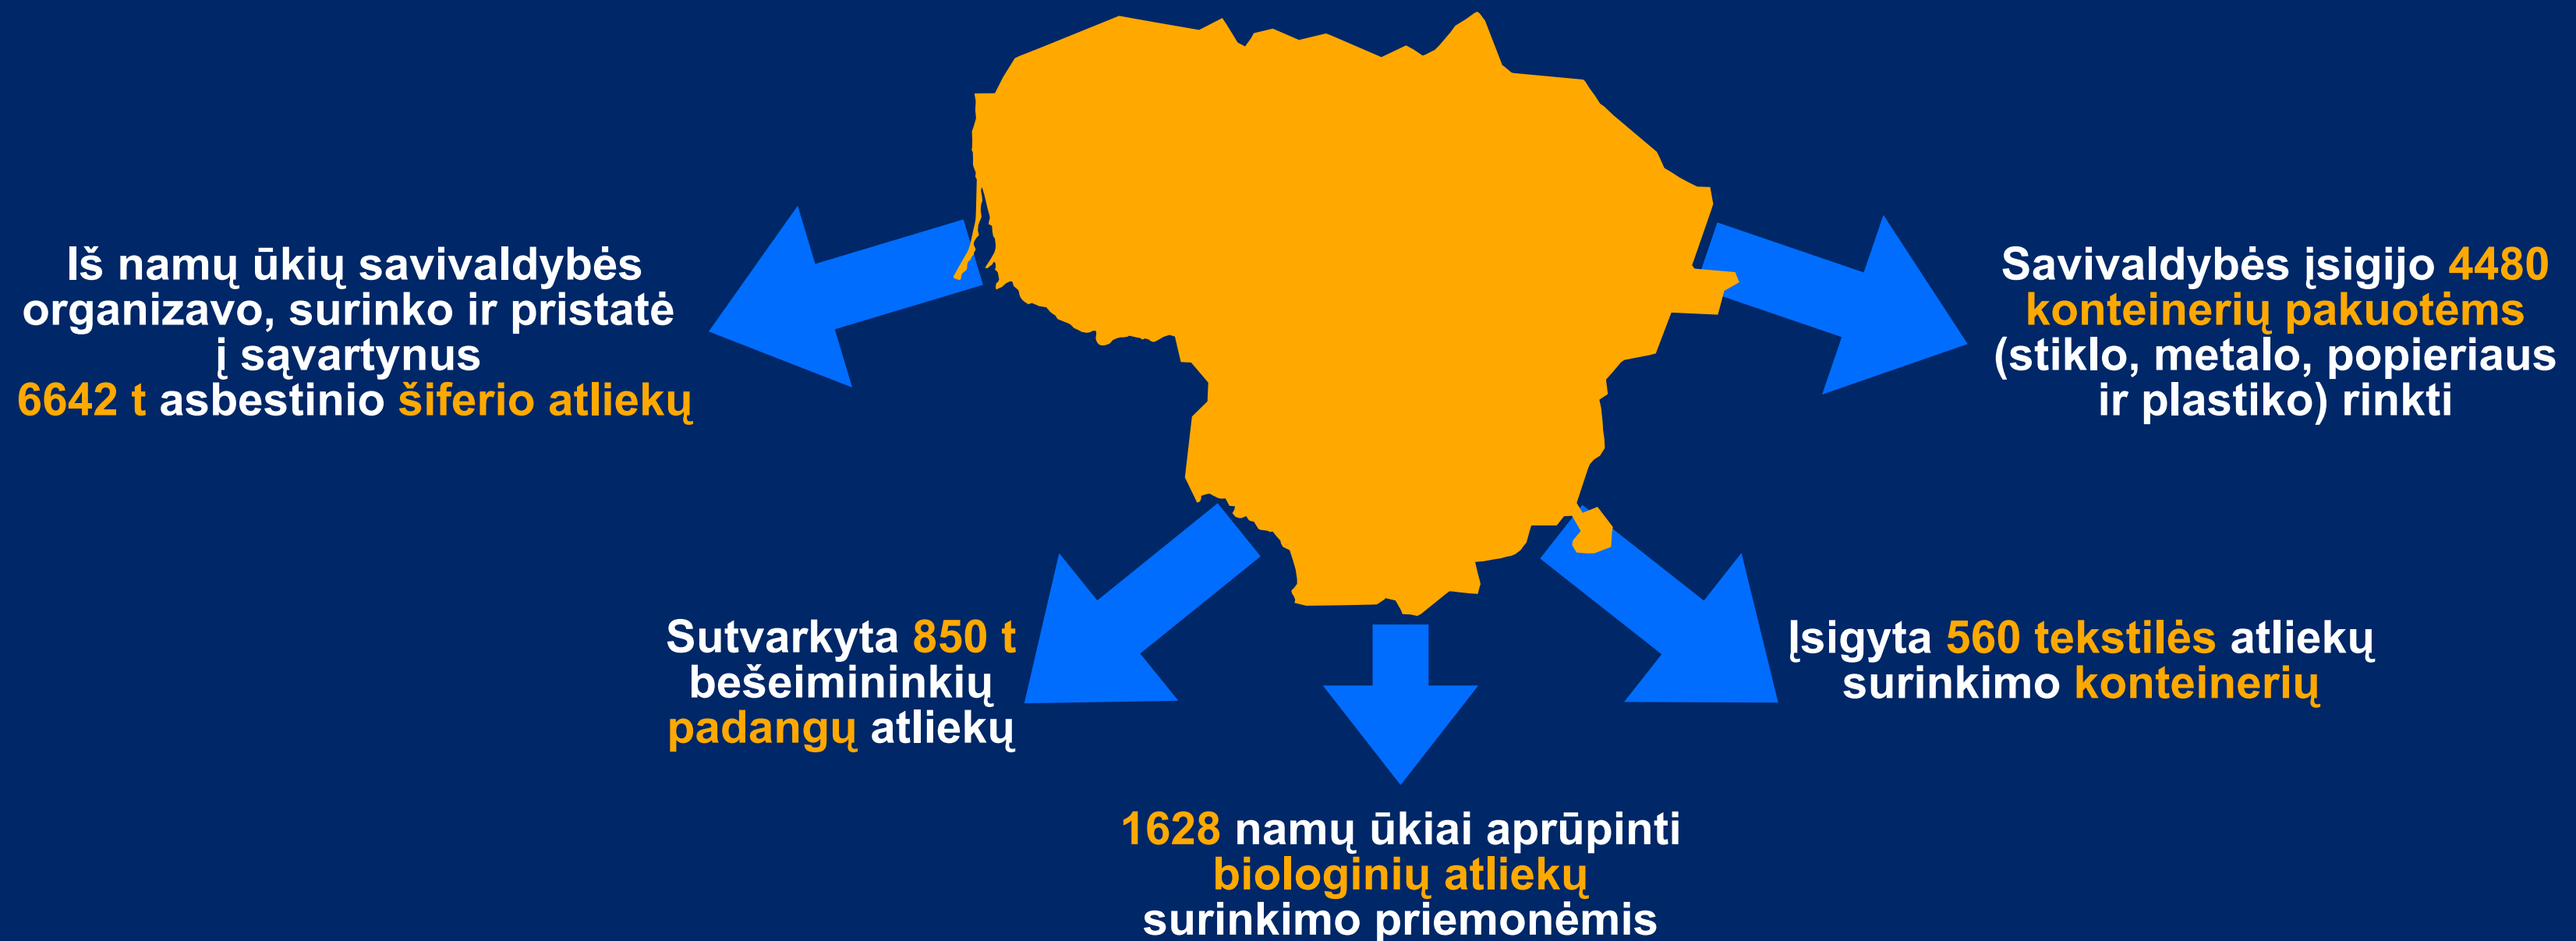 Iš namų ūkių savivaldybės
organizavo, surinko ir pristatė
į sąvartynus
6642 t asbestinio šiferio atliekų
Savivaldybės įsigijo 4480
konteinerių pakuotėms
(stiklo, metalo, popieriaus
ir plastiko) rinkti
Sutvarkyta 850 t
bešeimininkių
padangų atliekų
Įsigyta 560 tekstilės atliekų
surinkimo konteinerių
1628 namų ūkiai aprūpinti
biologinių atliekų
surinkimo priemonėmis